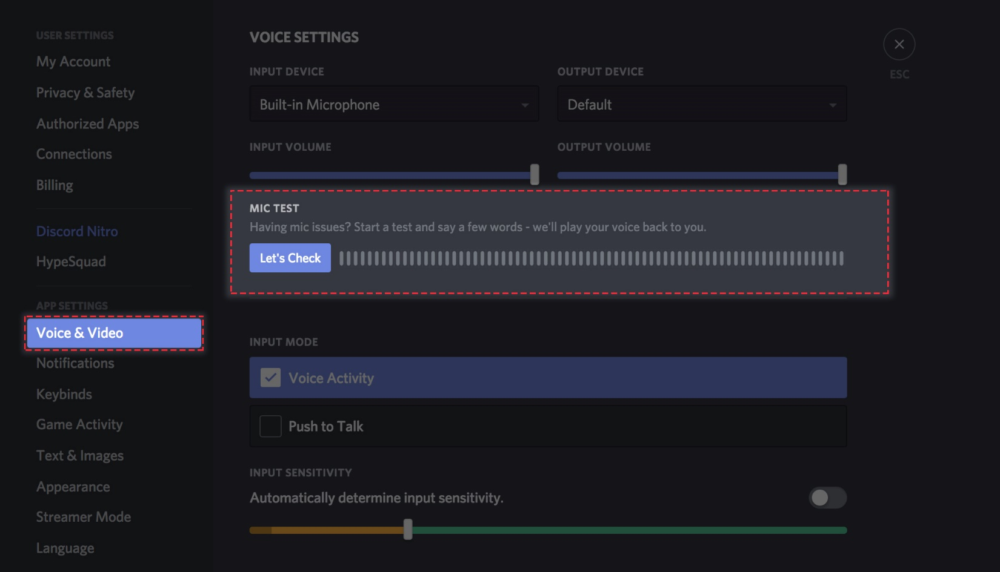 USER SETTINGS
My Account
Privacy & Safety
Authorized Apps
Connections
Billing
Discord Nitro
HypeSquad
APP SETTINGS
Voice & Video
Notifications
Keybinds
Game Activity
Text & Images
Appearance
Streamer Mode
Language
VOICE SETTINGS
INPUT DEVICE
Built-in Microphone
OUTPUT DEVICE
Default
INPUT VOLUME
OUTPUT VOLUME
MIC TEST
Having mic issues? Start a test and say a few words - we'll play your voice back to you.
Let's Check
INPUT MODE
Voice Activity
Push to Talk
INPUT SENSITIVITY
Automatically determine input sensitivity.
ESC